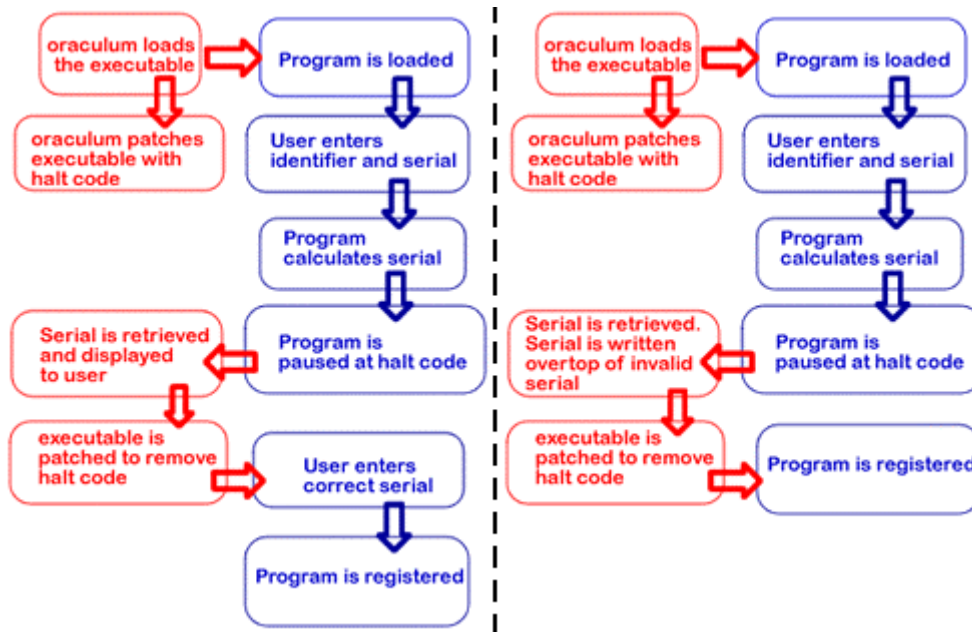 oraculum loads
the executable
Program is loaded
oraculum patches
executable with
halt code
User enters
identifier and serial
Program
calculates serial
Serial is retrieved
and displayed
to user
Program is
paused at halt code
executable is
patched to remove
halt code
User enters
correct serial
Program is registered
oraculum loads
the executable
Program is loaded
oraculum patches
executable with
halt code
User enters
identifier and serial
Program
calculates serial
Serial is retrieved.
Serial is written
overtop of invalid
serial
Program is
paused at halt code
executable is
patched to remove
halt code
Program is registered